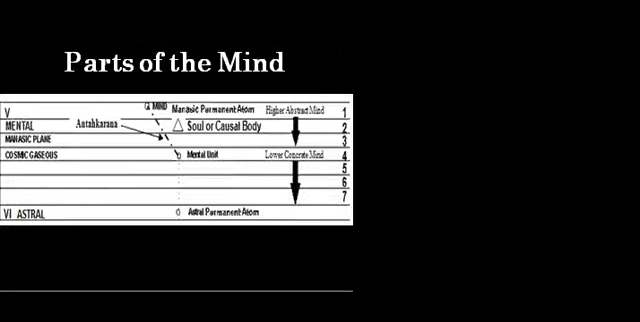 Parts of the Mind
V MIND Manasic Permanent Atom Higher Abstract Mind 1
MENTAL Antahkarana Soul or Causal Body 2
MANASIC PLANE 3
COSMIC GASEOUS Mental Unit Lower Concrete Mind 4
5
6
7
VI ASTRAL Astral Permanent Atom